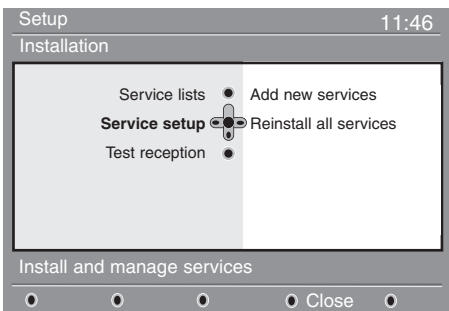 Setup 11:46
Installation
Service lists Add new services
Service setup Reinstall all services
Test reception
Install and manage services
Close